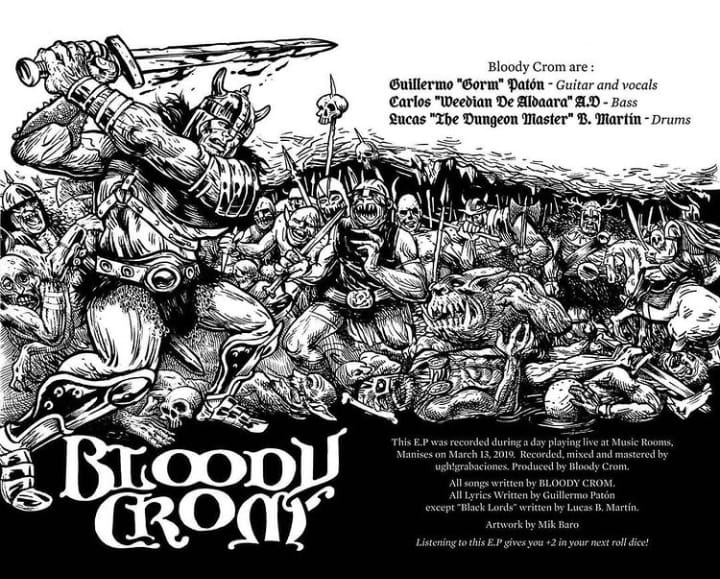 Bloody Crom are :
Guillermo "Gorm" Patón - Guitar and vocals
Carlos "Weedian De Aldaara" A.D - Bass
Lucas "The Dungeon Master" B. Martín - Drums
BLOODY
CROM
This E.P was recorded during a day playing live at Music Rooms,
Manises on March 13, 2019. Recorded, mixed and mastered by
ugh!grabaciones. Produced by Bloody Crom.
All songs written by BLOODY CROM.
All Lyrics Written by Guillermo Patón
except "Black Lords" written by Lucas B. Martín.
Artwork by Mik Baro
Listening to this E.P gives you +2 in your next roll dice!